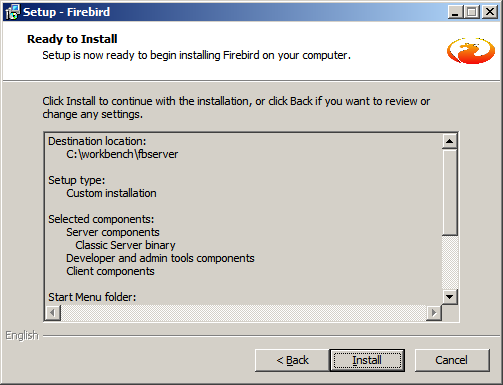 Setup - Firebird
Ready to Install
Setup is now ready to begin installing Firebird on your computer.
Click Install to continue with the installation, or click Back if you want to review or
change any settings.
Destination location:
C:\workbench\fbserver
Setup type:
Custom installation
Selected components:
Server components
Classic Server binary
Developer and admin tools components
Client components
Start Menu folder:
English
< Back
Install
Cancel